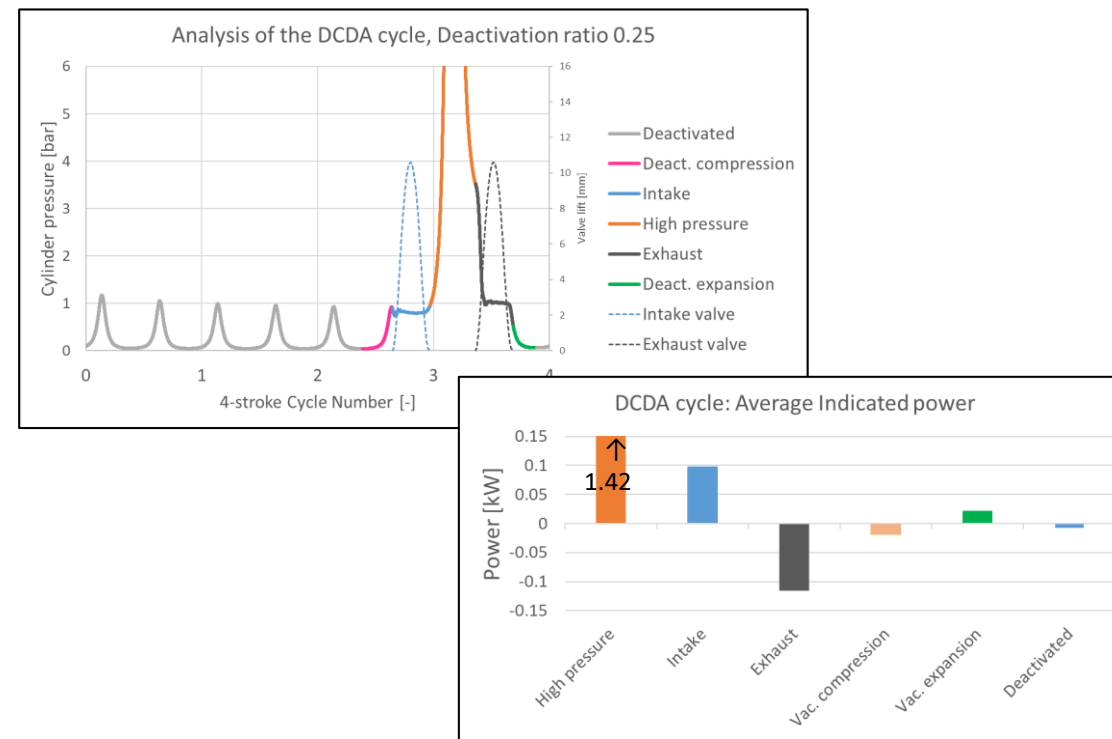 Analysis of the DCDA cycle, Deactivation ratio 0.25
Cylinder pressure [bar]
6
5
4
3
2
1
0
16
14
12
10
8
6
4
2
0
Valve lift [mm]
0 1 2 3 4
4-stroke Cycle Number [-]
Deactivated
Deact. compression
Intake
High pressure
Exhaust
Deact. expansion
Intake valve
Exhaust valve
DCDA cycle: Average Indicated power
Power [kW]
0.15
0.1
0.05
0
-0.05
-0.1
-0.15
↑
1.42
High pressure
Intake
Exhaust
Vac. compression
Vac. expansion
Deactivated